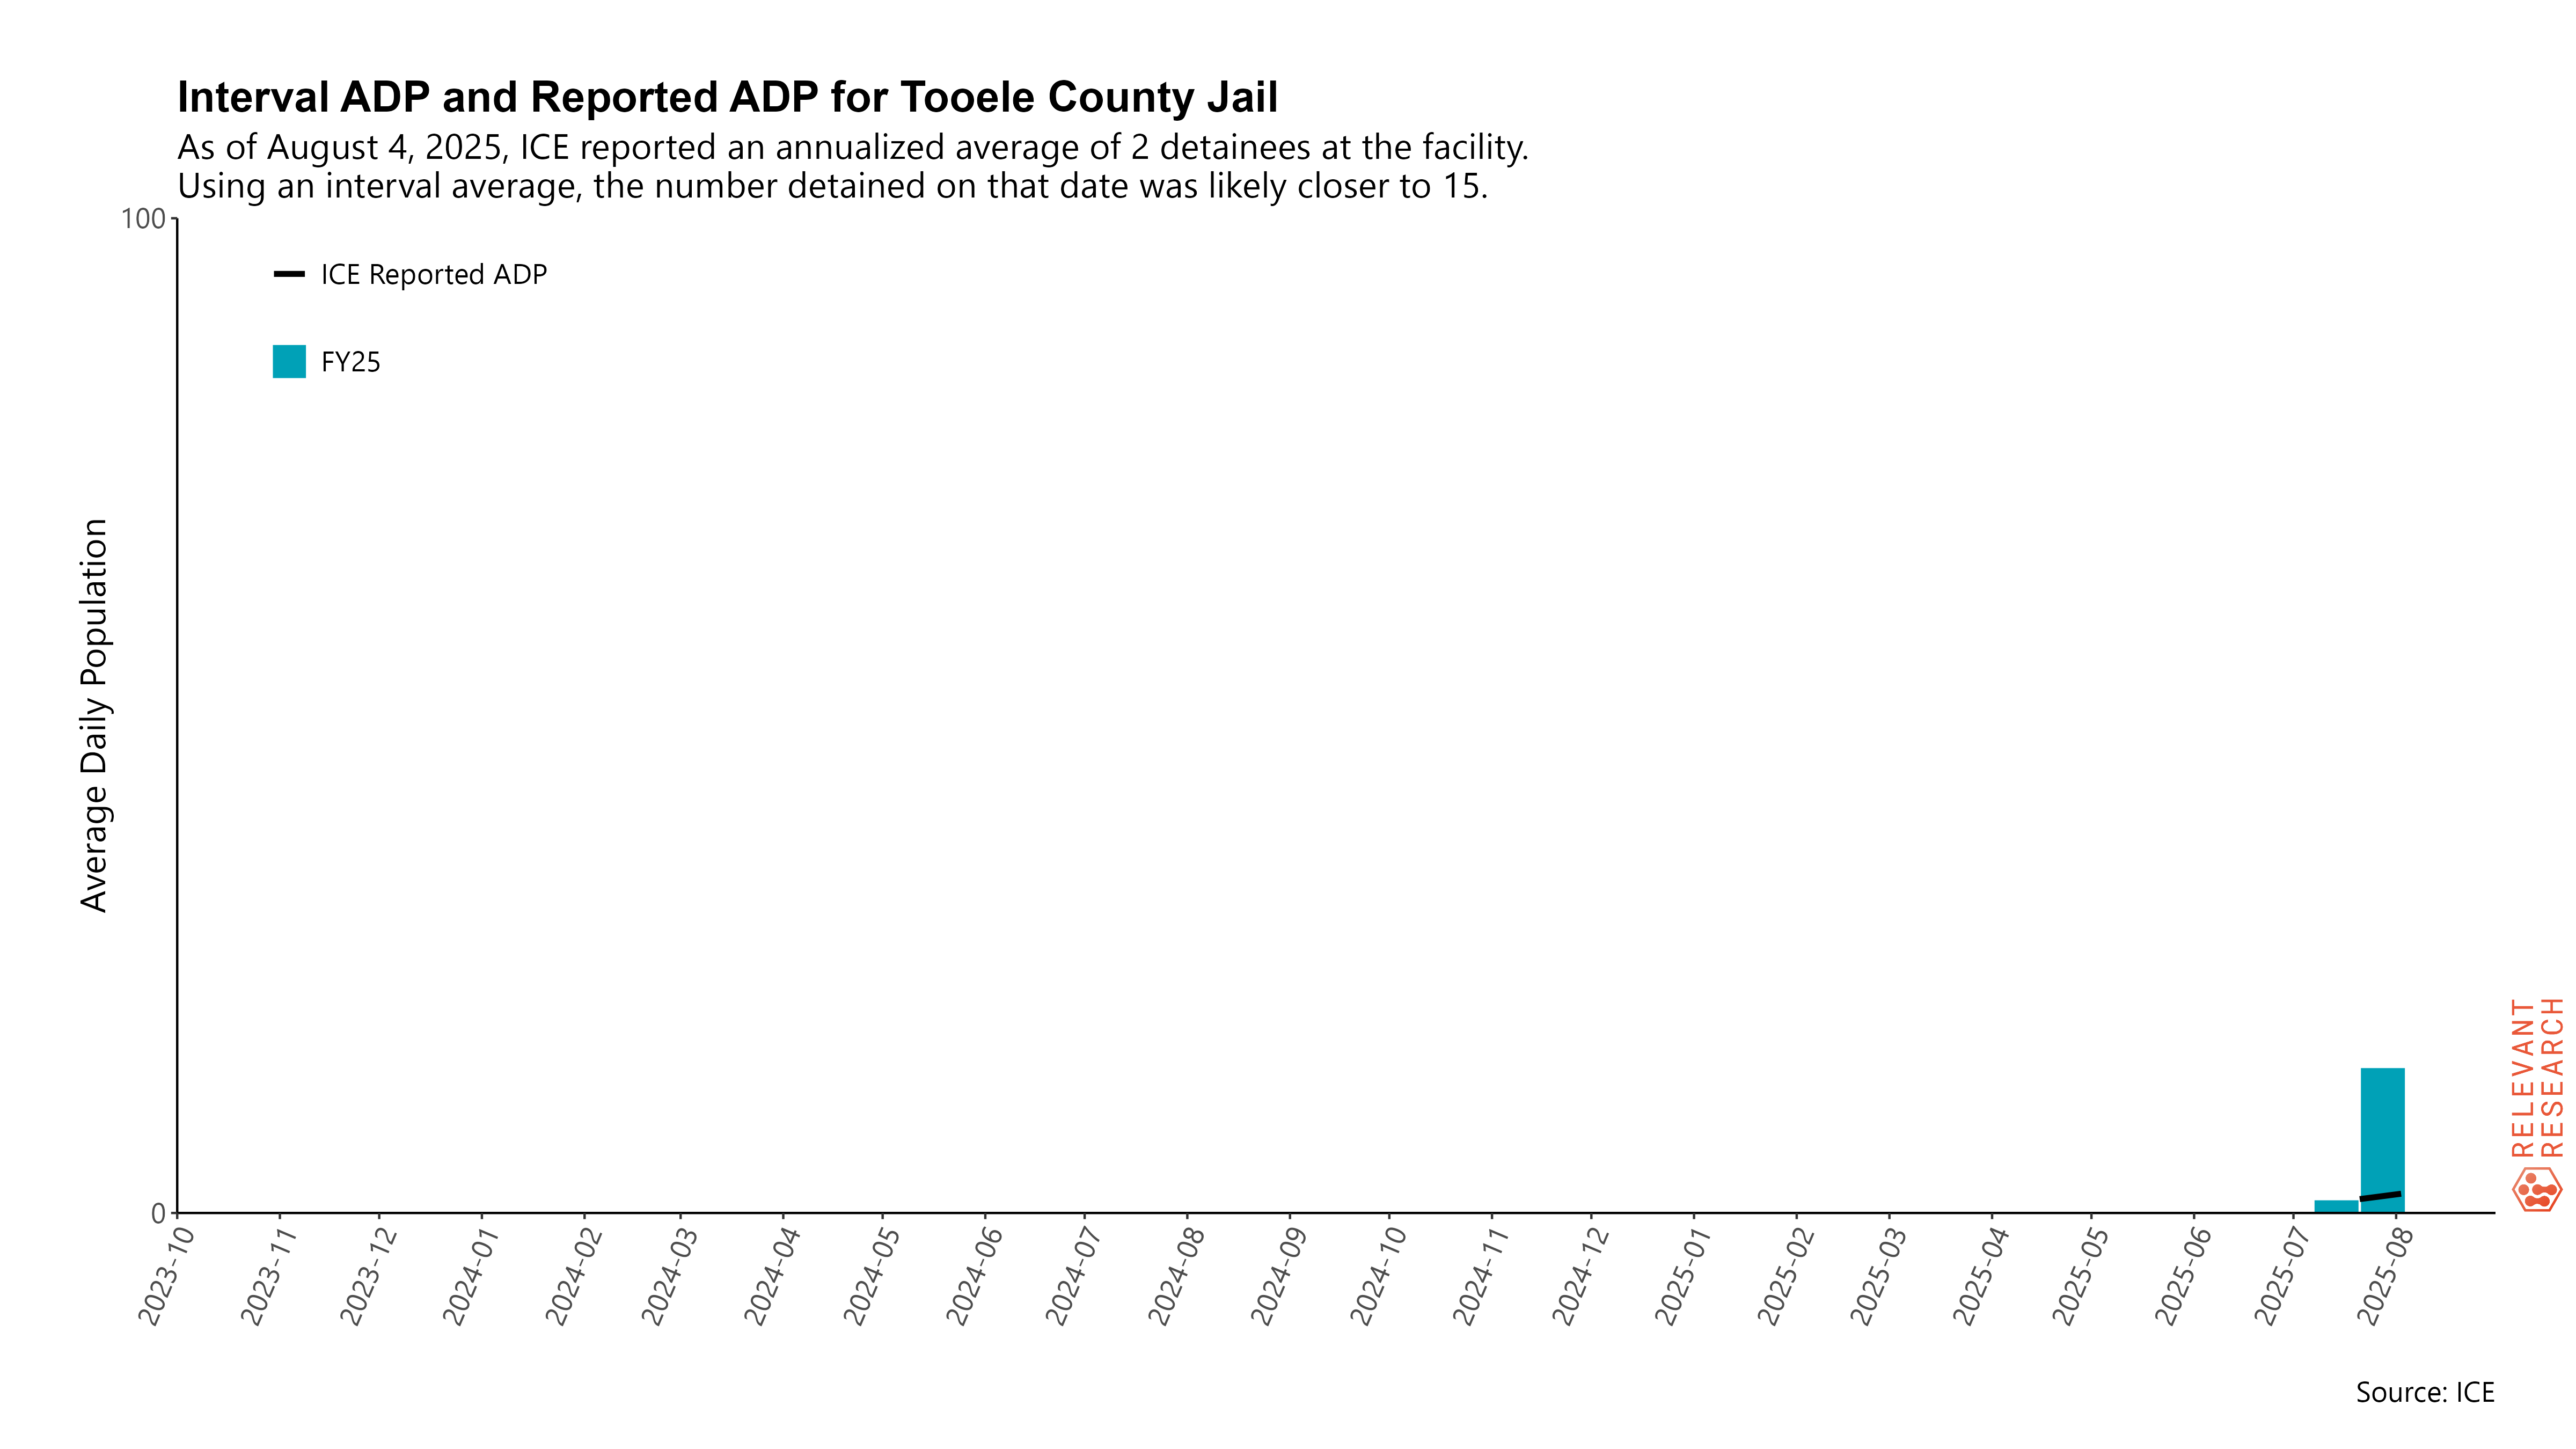 Interval ADP and Reported ADP for Tooele County Jail
As of August 4, 2025, ICE reported an annualized average of 2 detainees at the facility.
Using an interval average, the number detained on that date was likely closer to 15.
100
ICE Reported ADP
FY25
Average Daily Population
0
2023-10
2023-11
2023-12
2024-01
2024-02
2024-03
2024-04
2024-05
2024-06
2024-07
2024-08
2024-09
2024-10
2024-11
2024-12
2025-01
2025-02
2025-03
2025-04
2025-05
2025-06
2025-07
2025-08
RELEVANT
RESEARCH
Source: ICE